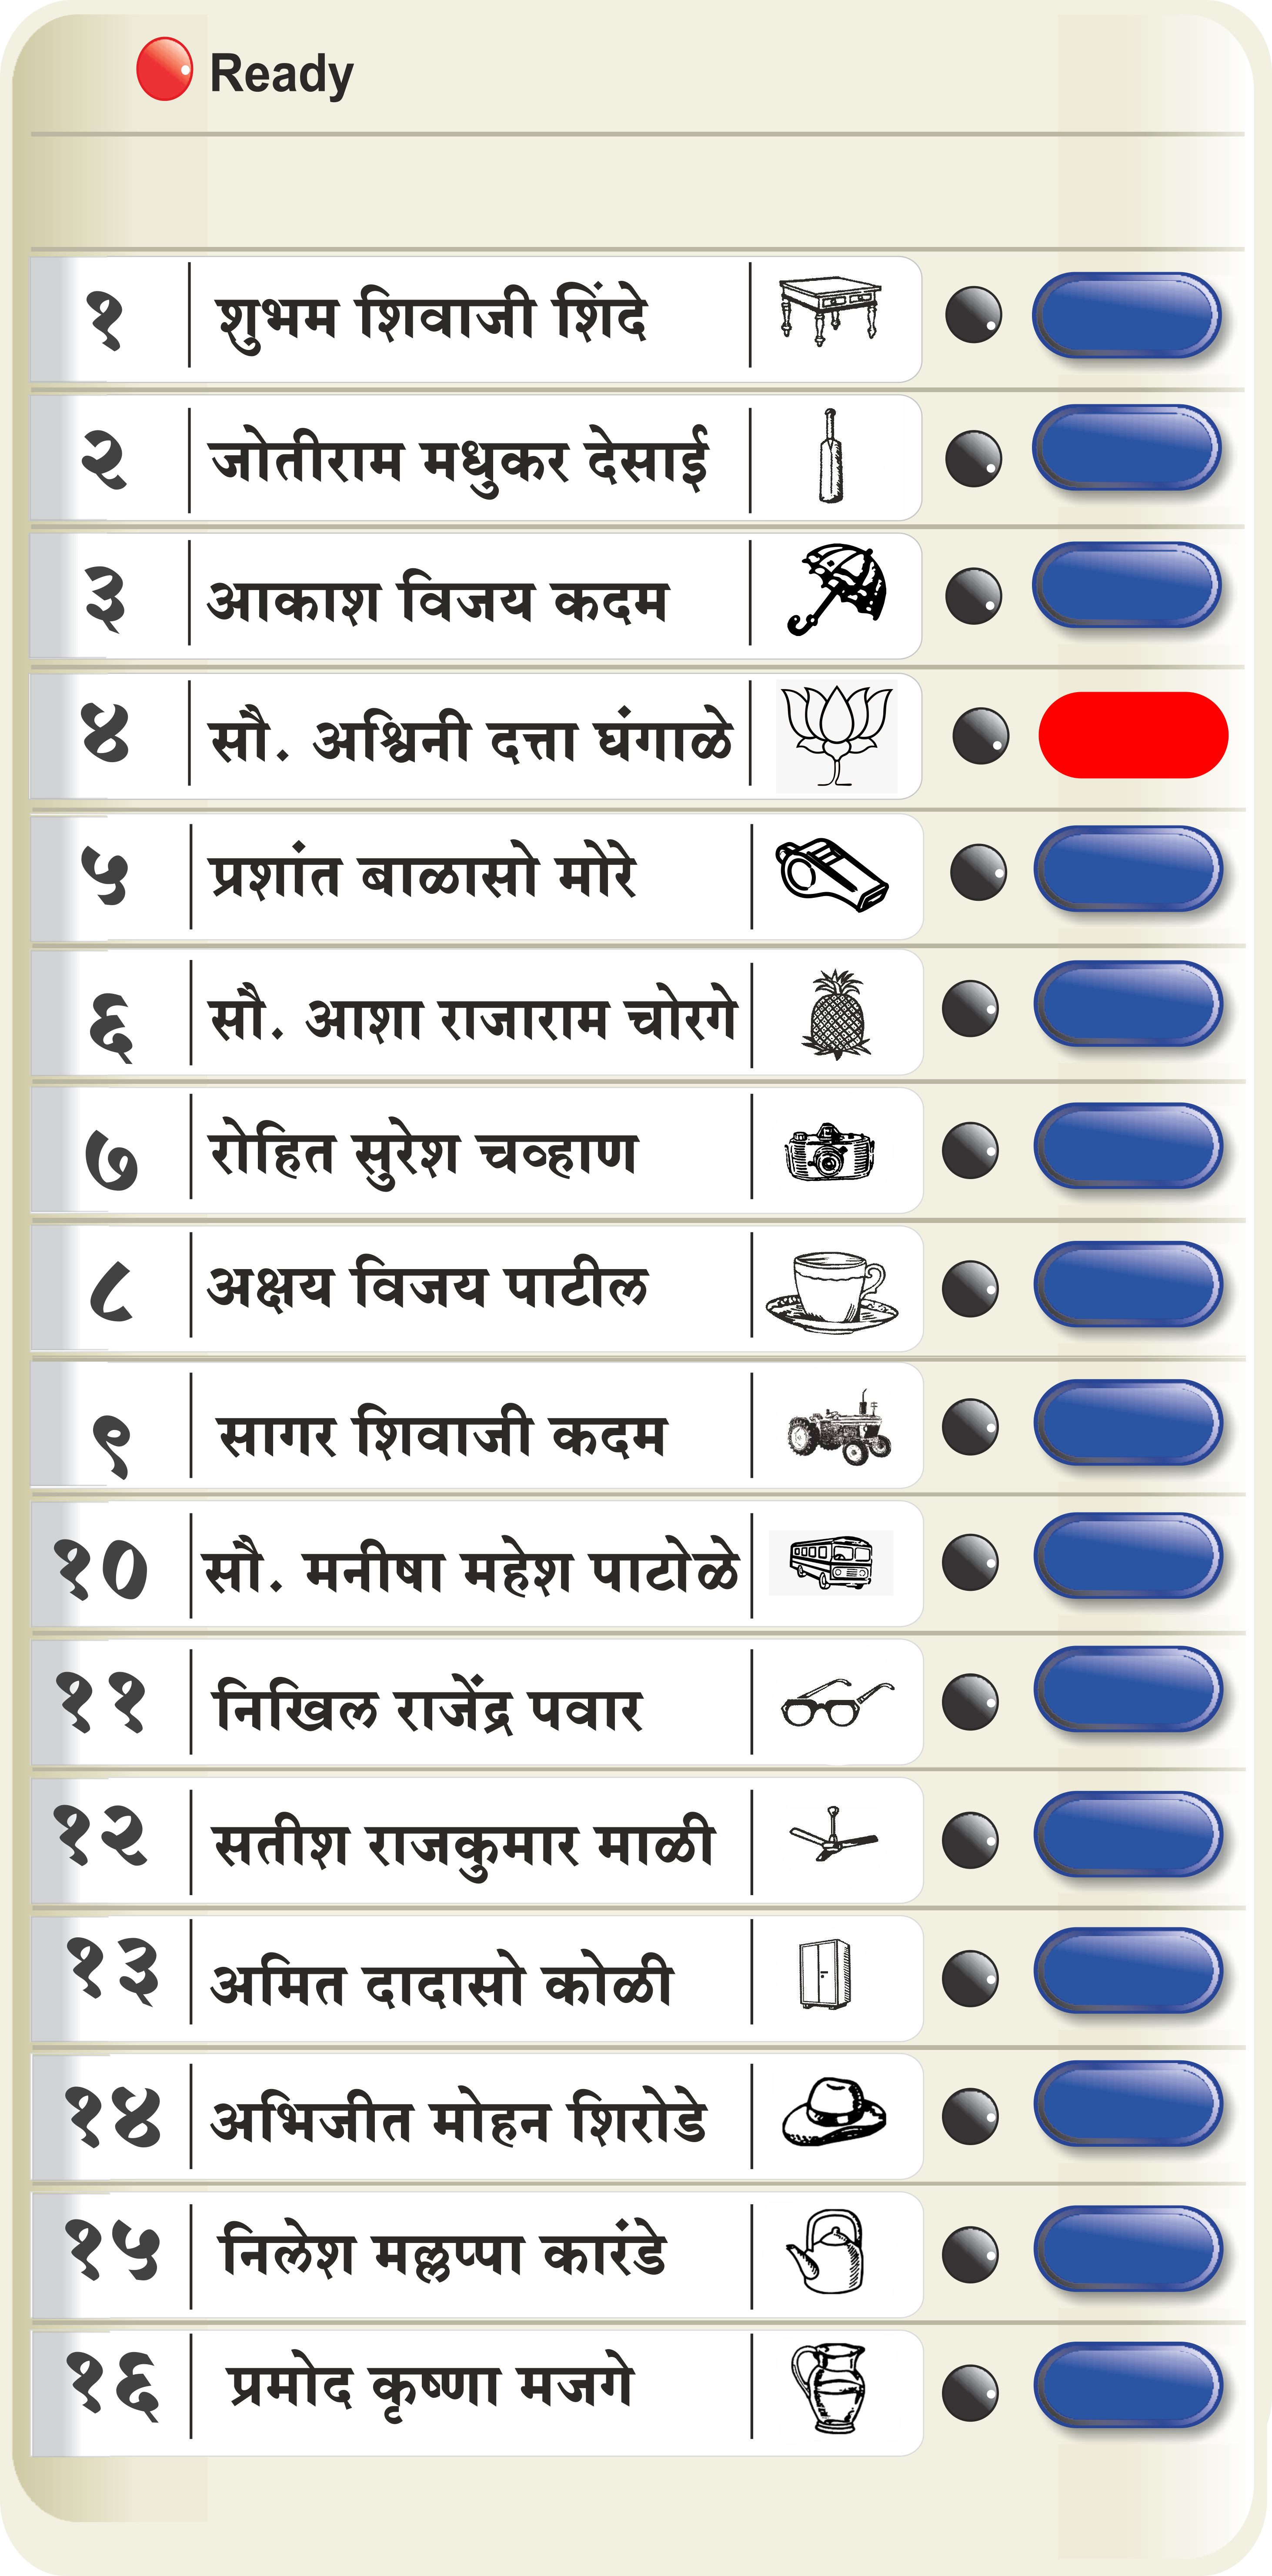 Ready
१ शुभम शिवाजी शिंदे
२ जोतीराम मधुकर देसाई
३ आकाश विजय कदम
४ सौ. अश्विनी दत्ता घंगाळे
५ प्रशांत बाळासो मोरे
६ सौ. आशा राजाराम चोरगे
७ रोहित सुरेश चव्हाण
८ अक्षय विजय पाटील
९ सागर शिवाजी कदम
१० सौ. मनीषा महेश पाटोळे
११ निखिल राजेंद्र पवार
१२ सतीश राजकुमार माळी
१३ अमित दादासो कोळी
१४ अभिजीत मोहन शिरोडे
१५ निलेश मल्लप्पा कारंडे
१६ प्रमोद कृष्णा मजगे